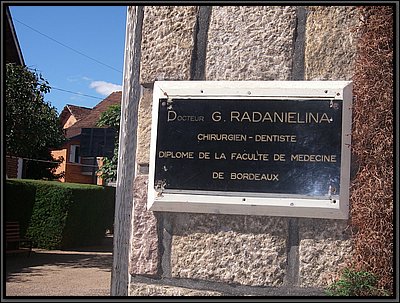 DOCTEUR G. RADANIELINA
CHIRURGIEN - DENTISTE
DIPLOME DE LA FACULTE DE MEDECINE
DE BORDEAUX